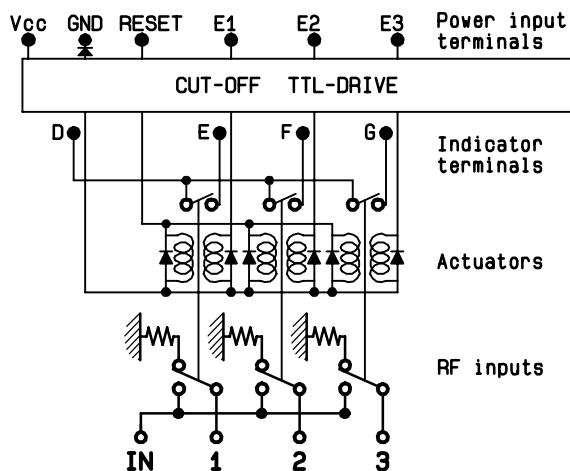 Vcc GND RESET E1 E2 E3 Power input
terminals
CUT-OFF TTL-DRIVE
D E F G Indicator
terminals
Actuators
RF inputs
IN 1 2 3